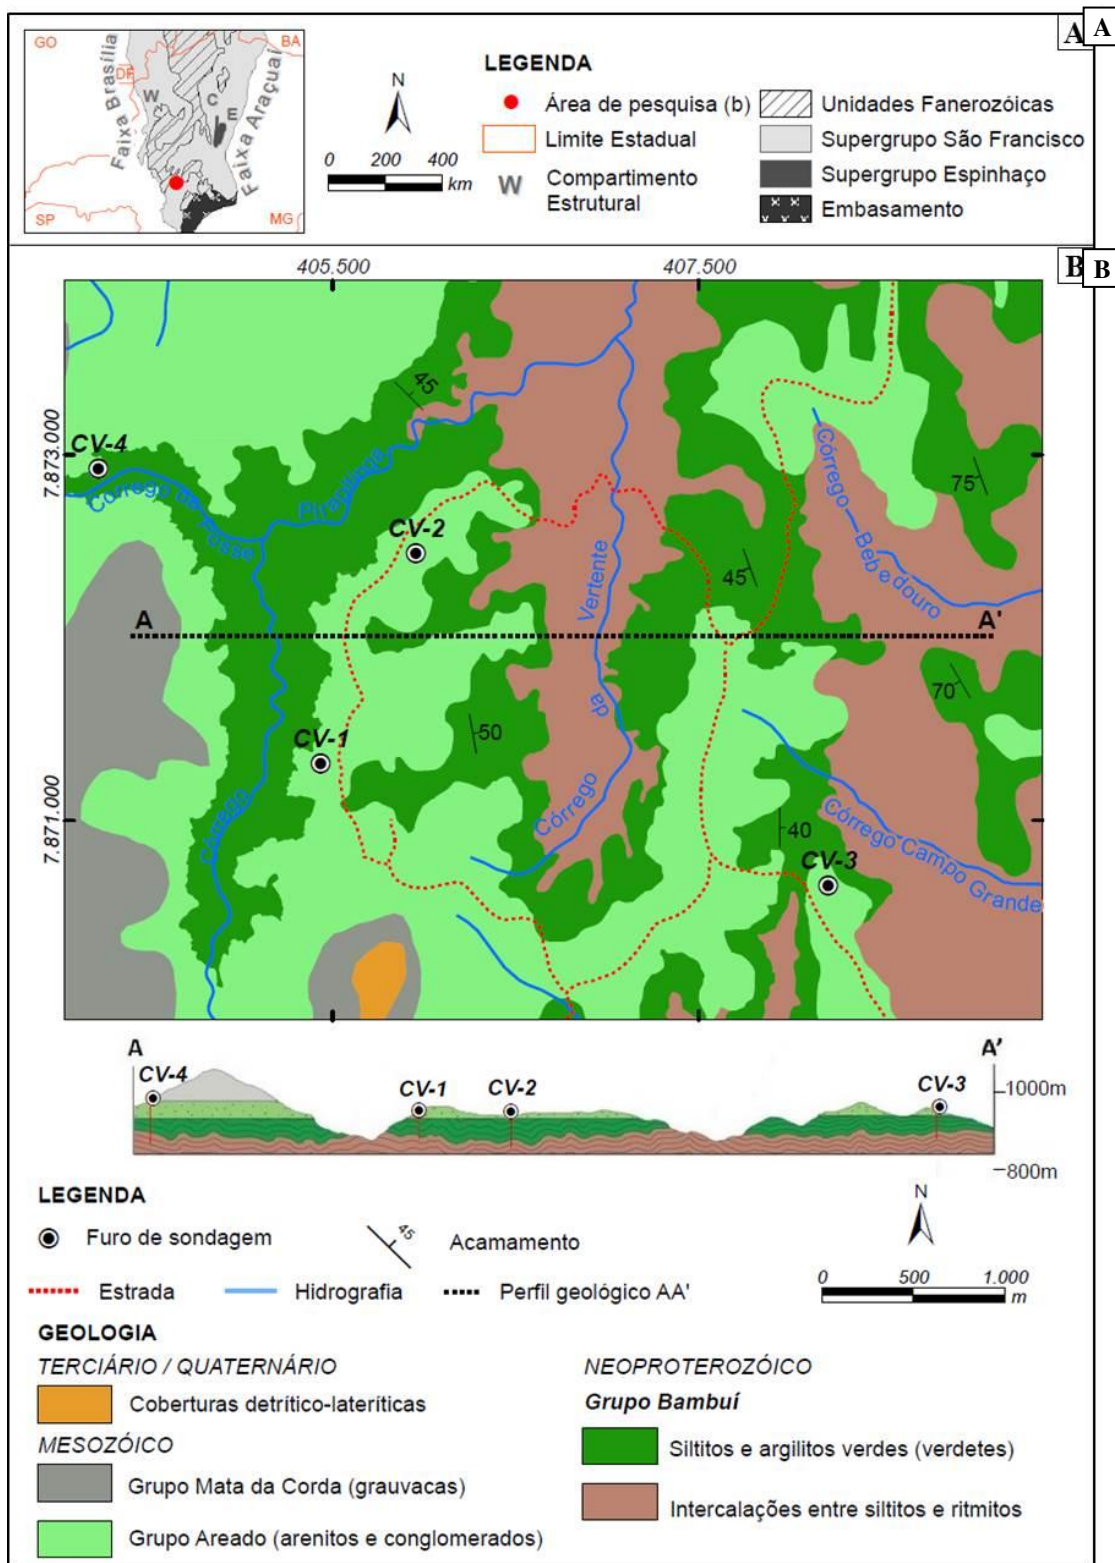 A
A
GO
BA
DF
Faixa Brasília
Faixa Araçuaí
W
C
E
SP
MG
N
0 200 400
km
LEGENDA
Área de pesquisa (b)
Limite Estadual
W Compartimento
Estrutural
Unidades Fanerozóicas
Supergrupo São Francisco
Supergrupo Espinhaço
Embasamento
B
B
405.500 407.500
7.873.000
7.871.000
45
CV-4
Córrego da Posse
Pirapitinga
CV-2
Córrego
Bebedouro
75
Vertente
45
A A'
70
da
50
CV-1
Córrego
Córrego
40
Córrego Campo Grande
CV-3
A A'
CV-4
CV-1
CV-2
CV-3
1000m
800m
LEGENDA
Furo de sondagem
45
Acamamento
N
Estrada
Hidrografia
Perfil geológico AA'
0 500 1.000
m
GEOLOGIA
TERCIÁRIO / QUATERNÁRIO
Coberturas detrítico-lateríticas
MESOZÓICO
Grupo Mata da Corda (grauvacas)
Grupo Areado (arenitos e conglomerados)
NEOPROTEROZÓICO
Grupo Bambuí
Siltitos e argilitos verdes (verdetes)
Intercalações entre siltitos e ritmitos